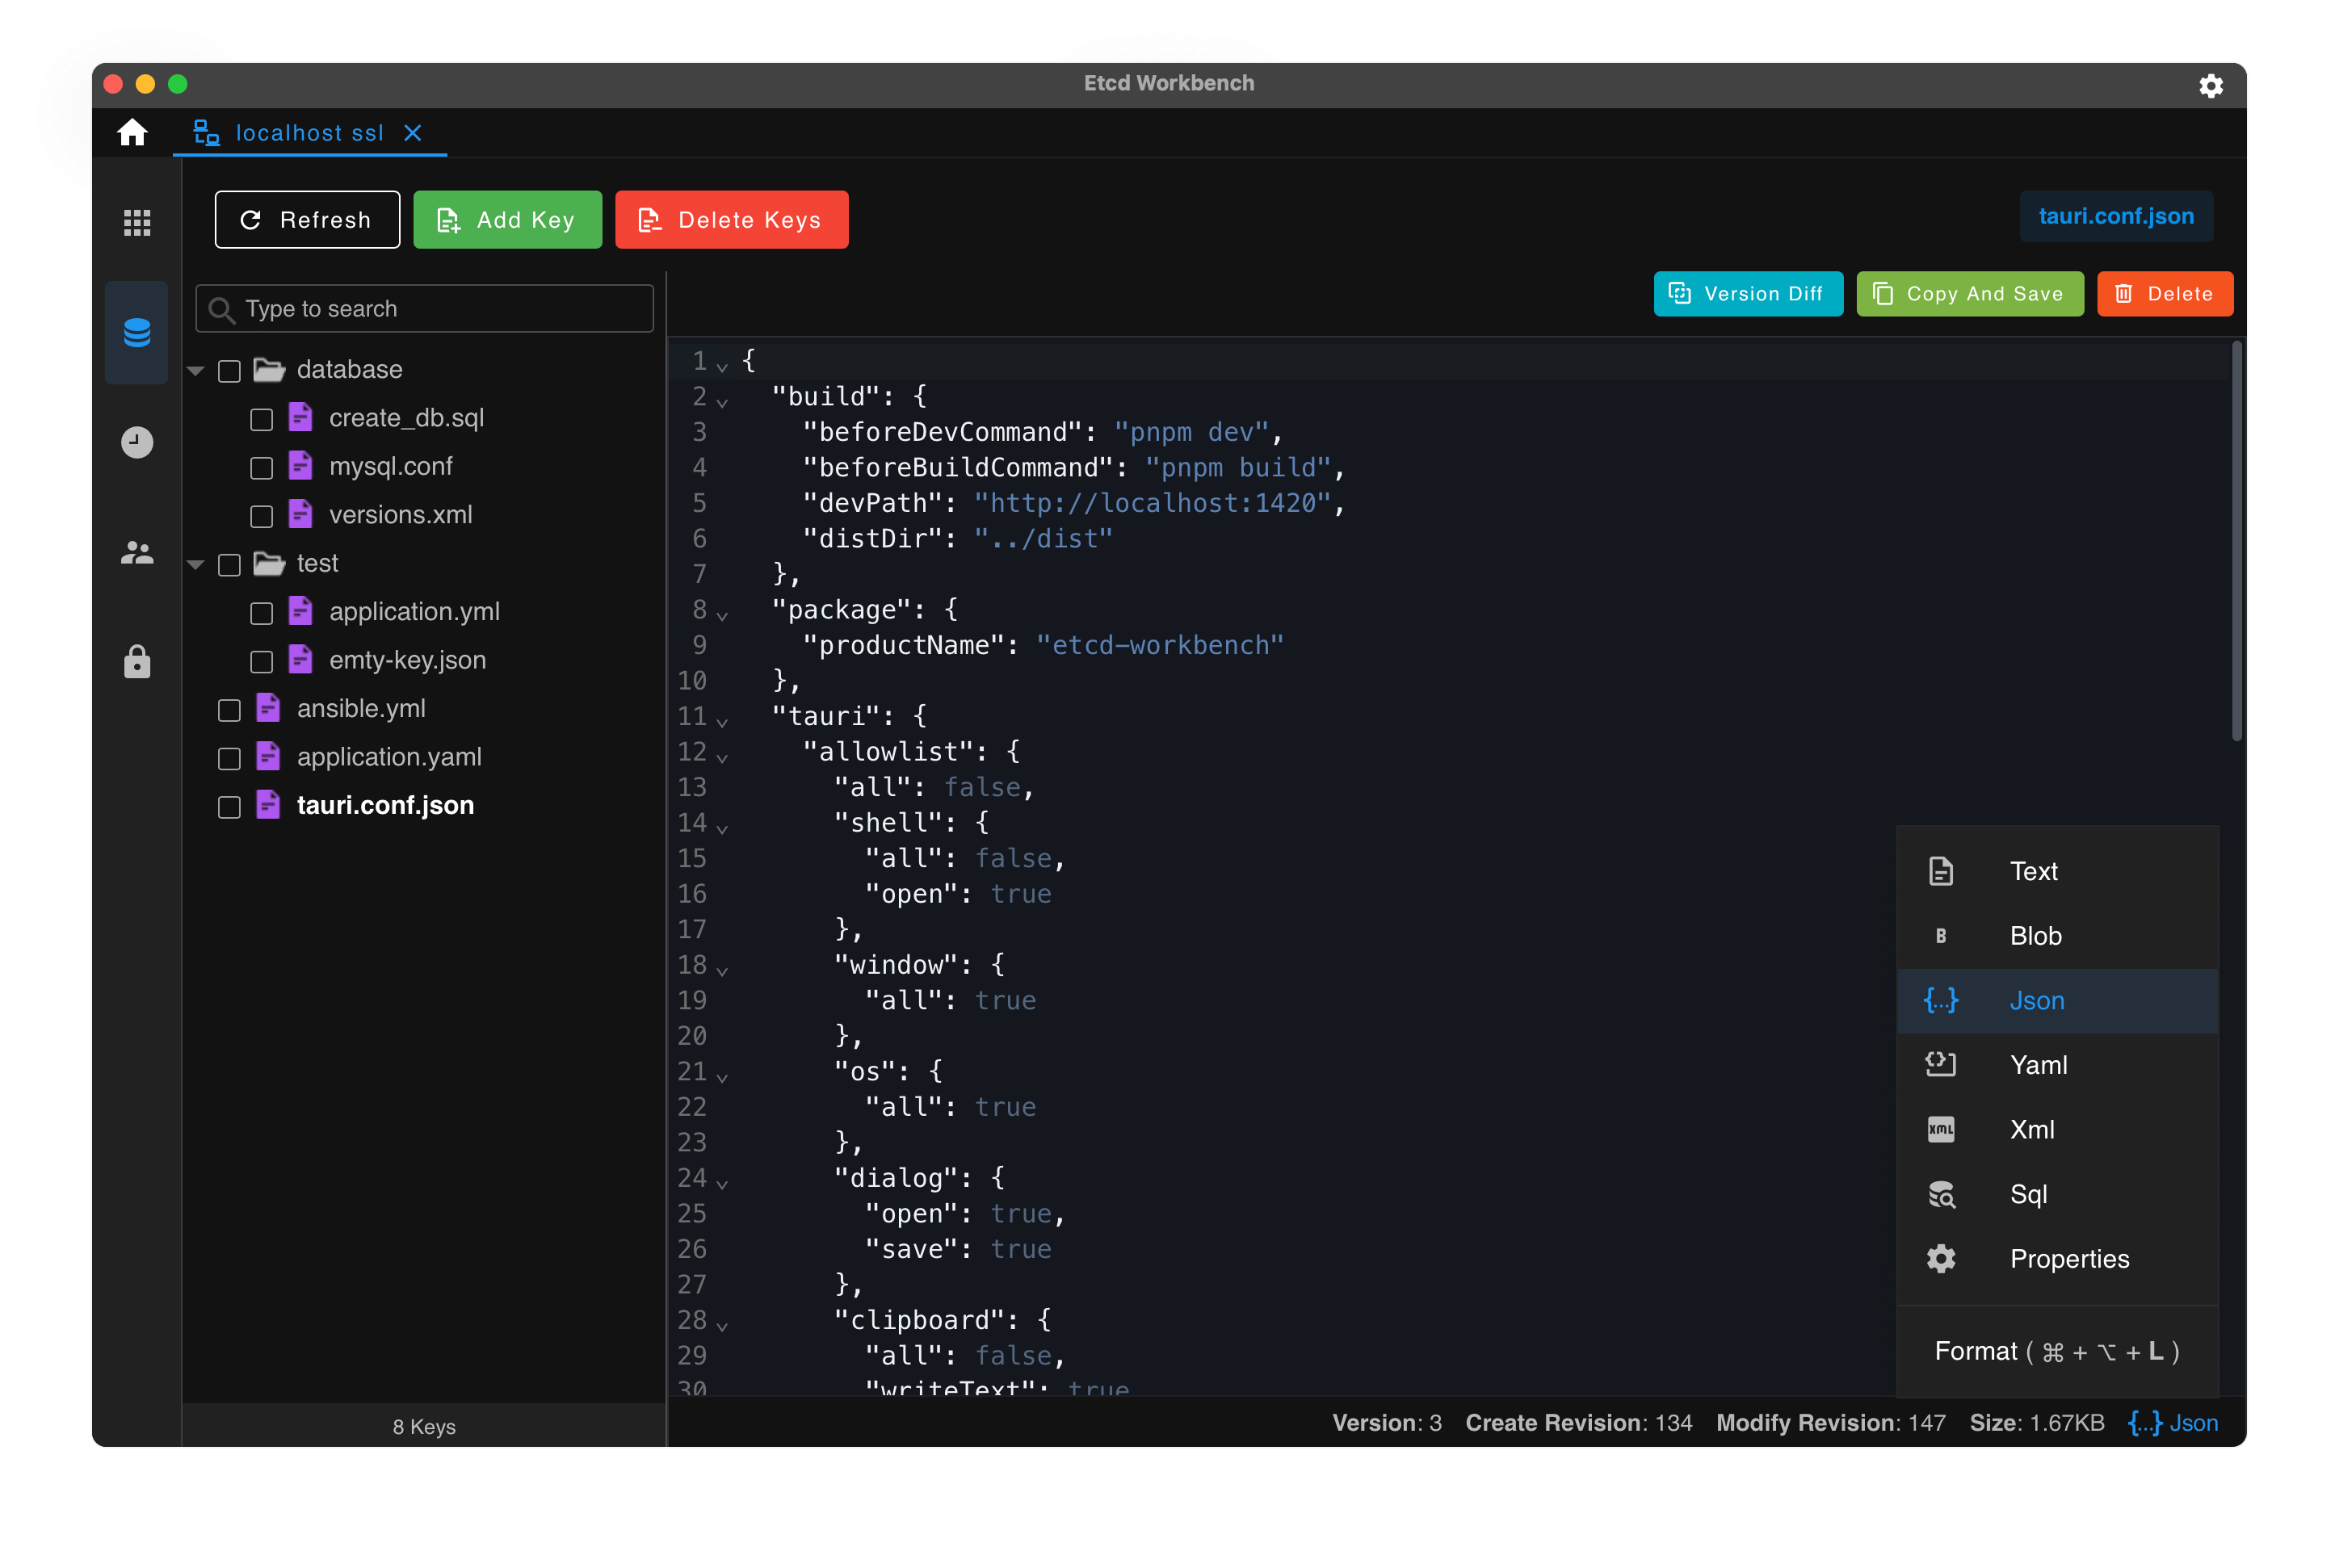 Etcd Workbench
localhost ssl
Refresh
Add Key
Delete Keys
tauri.conf.json
Version Diff
Copy And Save
Delete
Type to search
database
create_db.sql
mysql.conf
versions.xml
test
application.yml
emty-key.json
ansible.yml
application.yaml
tauri.conf.json
8 Keys
1 {
2 "build": {
3 "beforeDevCommand": "pnpm dev",
4 "beforeBuildCommand": "pnpm build",
5 "devPath": "http://localhost:1420",
6 "distDir": "../dist"
7 },
8 "package": {
9 "productName": "etcd-workbench"
10 },
11 "tauri": {
12 "allowlist": {
13 "all": false,
14 "shell": {
15 "all": false,
16 "open": true
17 },
18 "window": {
19 "all": true
20 },
21 "os": {
22 "all": true
23 },
24 "dialog": {
25 "open": true,
26 "save": true
27 },
28 "clipboard": {
29 "all": false,
30 "writeText": true
Text
B Blob
{...} Json
Yaml
XML Xml
Sql
Properties
Format ( ⌘ + ⌥ + L )
Version: 3 Create Revision: 134 Modify Revision: 147 Size: 1.67KB {...} Json